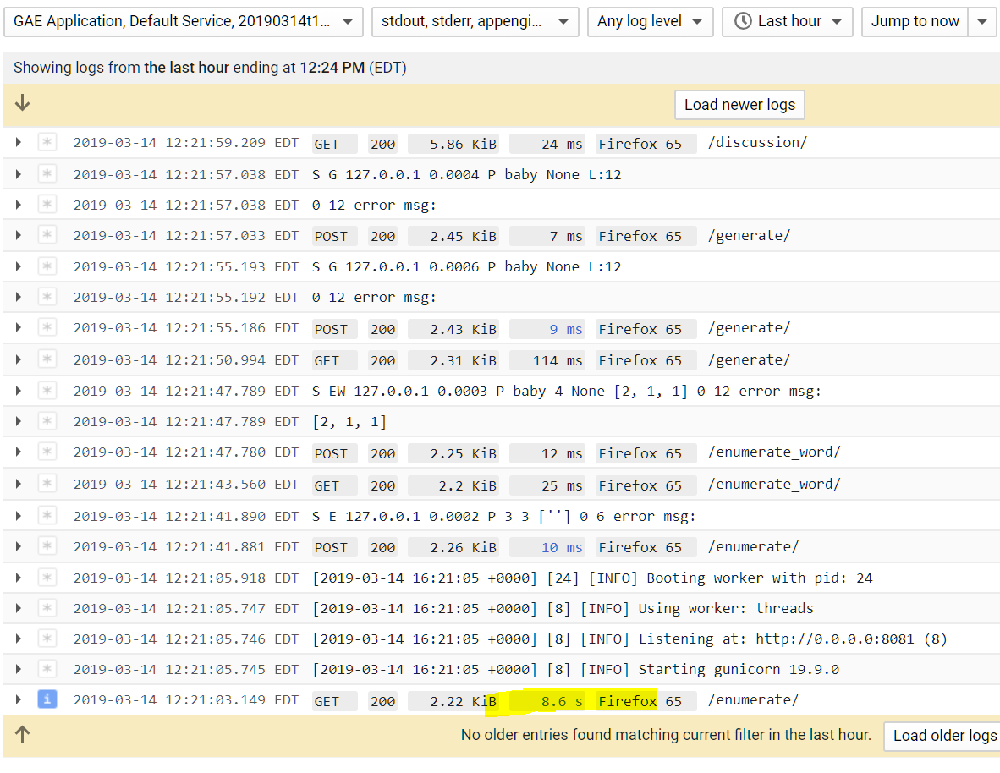 GAE Application, Default Service, 20190314t1... stdout, stderr, appengi... Any log level Last hour Jump to now
Showing logs from the last hour ending at 12:24 PM (EDT)
Load newer logs
2019-03-14 12:21:59.209 EDT GET 200 5.86 KiB 24 ms Firefox 65 /discussion/
2019-03-14 12:21:57.038 EDT S G 127.0.0.1 0.0004 P baby None L:12
2019-03-14 12:21:57.038 EDT 0 12 error msg:
2019-03-14 12:21:57.033 EDT POST 200 2.45 KiB 7 ms Firefox 65 /generate/
2019-03-14 12:21:55.193 EDT S G 127.0.0.1 0.0006 P baby None L:12
2019-03-14 12:21:55.192 EDT 0 12 error msg:
2019-03-14 12:21:55.186 EDT POST 200 2.43 KiB 9 ms Firefox 65 /generate/
2019-03-14 12:21:50.994 EDT GET 200 2.31 KiB 114 ms Firefox 65 /generate/
2019-03-14 12:21:47.789 EDT S EW 127.0.0.1 0.0003 P baby 4 None [2, 1, 1] 0 12 error msg:
2019-03-14 12:21:47.789 EDT [2, 1, 1]
2019-03-14 12:21:47.780 EDT POST 200 2.25 KiB 12 ms Firefox 65 /enumerate_word/
2019-03-14 12:21:43.560 EDT GET 200 2.2 KiB 25 ms Firefox 65 /enumerate_word/
2019-03-14 12:21:41.890 EDT S E 127.0.0.1 0.0002 P 3 3 [''] 0 6 error msg:
2019-03-14 12:21:41.881 EDT POST 200 2.26 KiB 10 ms Firefox 65 /enumerate/
2019-03-14 12:21:05.918 EDT [2019-03-14 16:21:05 +0000] [24] [INFO] Booting worker with pid: 24
2019-03-14 12:21:05.747 EDT [2019-03-14 16:21:05 +0000] [8] [INFO] Using worker: threads
2019-03-14 12:21:05.746 EDT [2019-03-14 16:21:05 +0000] [8] [INFO] Listening at: http://0.0.0.0:8081 (8)
2019-03-14 12:21:05.745 EDT [2019-03-14 16:21:05 +0000] [8] [INFO] Starting gunicorn 19.9.0
2019-03-14 12:21:03.149 EDT GET 200 2.22 KiB 8.6 s Firefox 65 /enumerate/
No older entries found matching current filter in the last hour. Load older logs